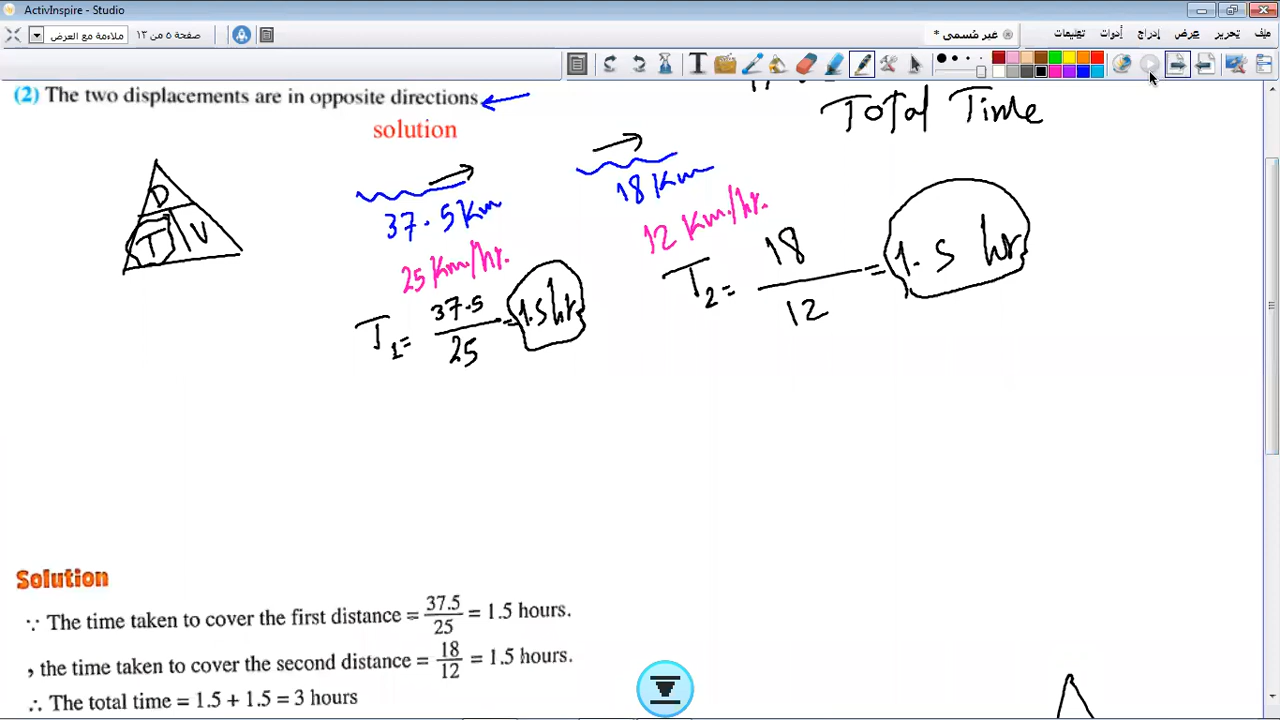 ActivInspire - Studio
ملف تحرير عرض إدراج أدوات تعليقات
غير مُسمى *
صفحة ٥ من ١٣
ملاءمة مع العرض
(2) The two displacements are in opposite directions
Total Time
solution
D
T V
37.5 Km
18 Km
25 Km/hr.
12 Km/hr.
T1 = 37.5 / 25 = 1.5 hr
T2 = 18 / 12 = 1.5 hr
Solution
∵ The time taken to cover the first distance = 37.5 / 25 = 1.5 hours.
, the time taken to cover the second distance = 18 / 12 = 1.5 hours.
∴ The total time = 1.5 + 1.5 = 3 hours